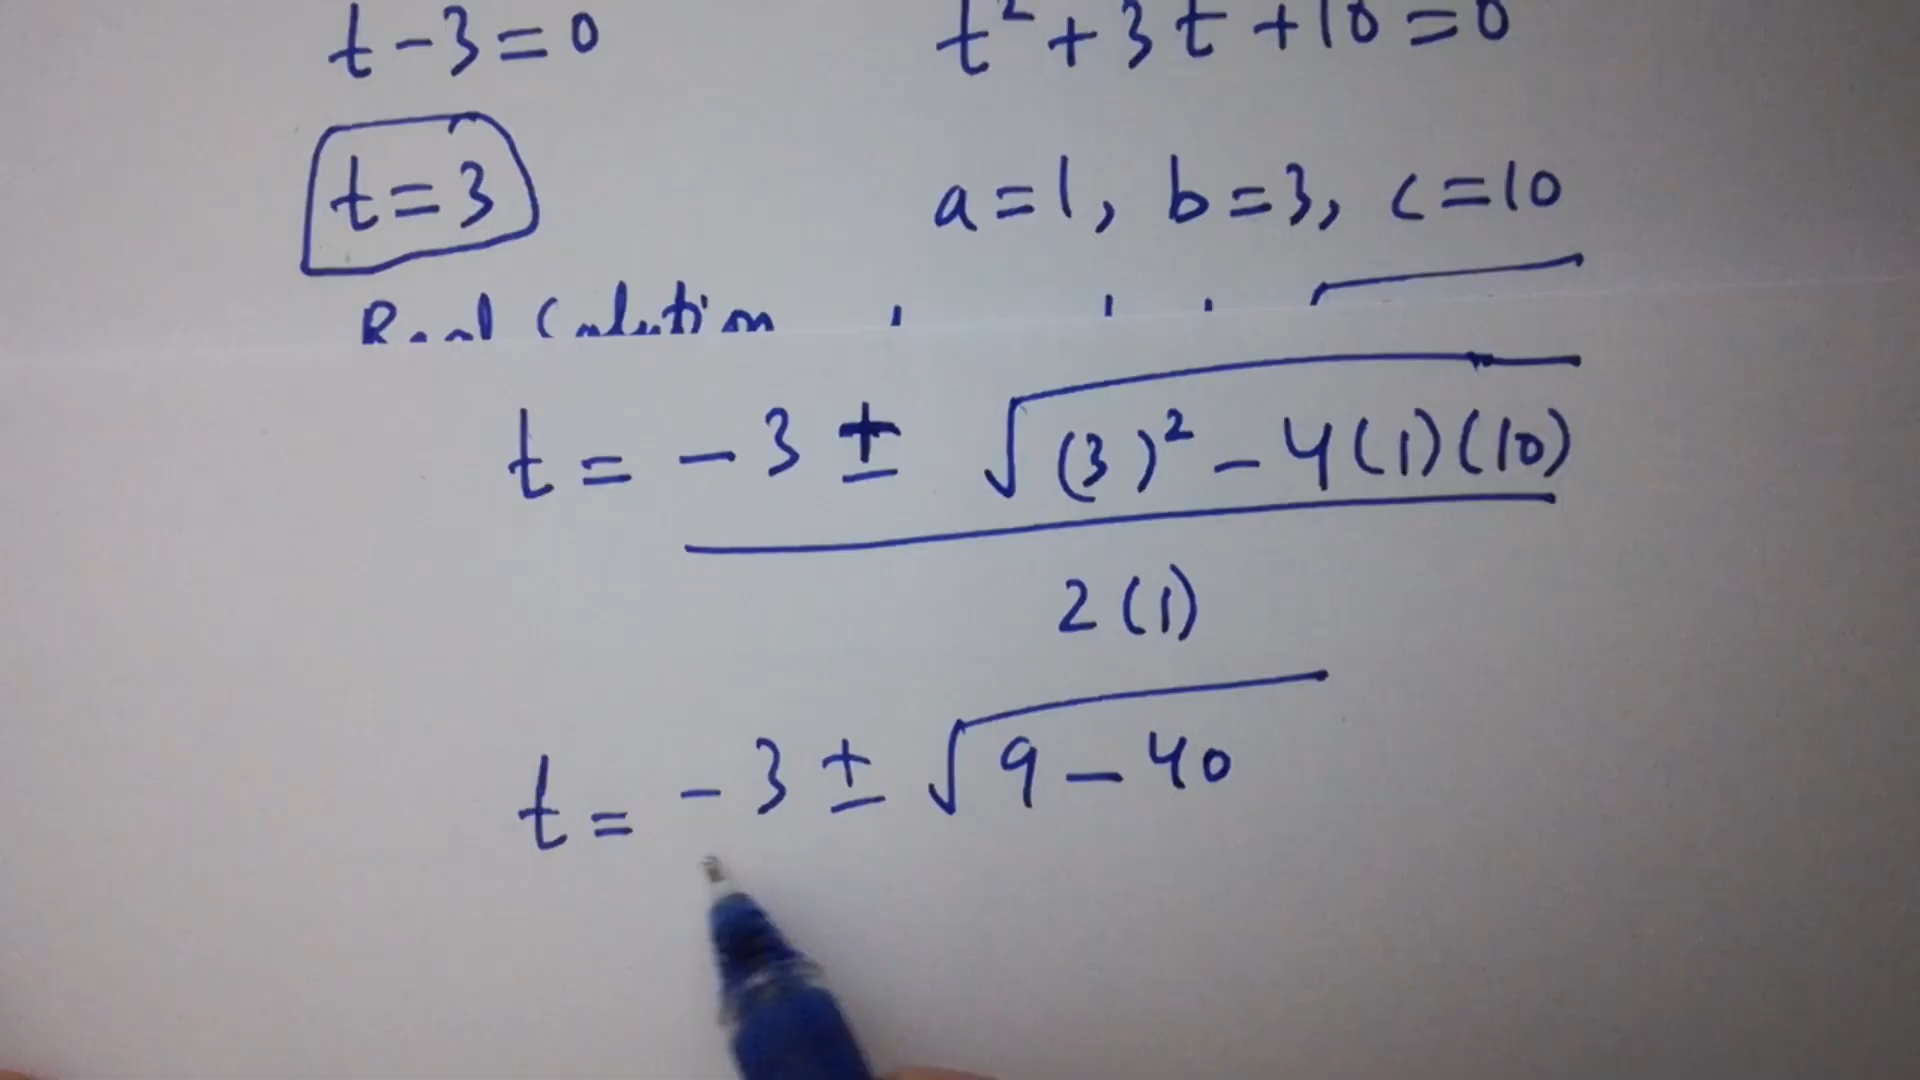 t-3=0 t²+3t+10=0
t=3 a=1, b=3, c=10
t = -3 ± √(3)²-4(1)(10)
2(1)
t = -3 ± √9-40